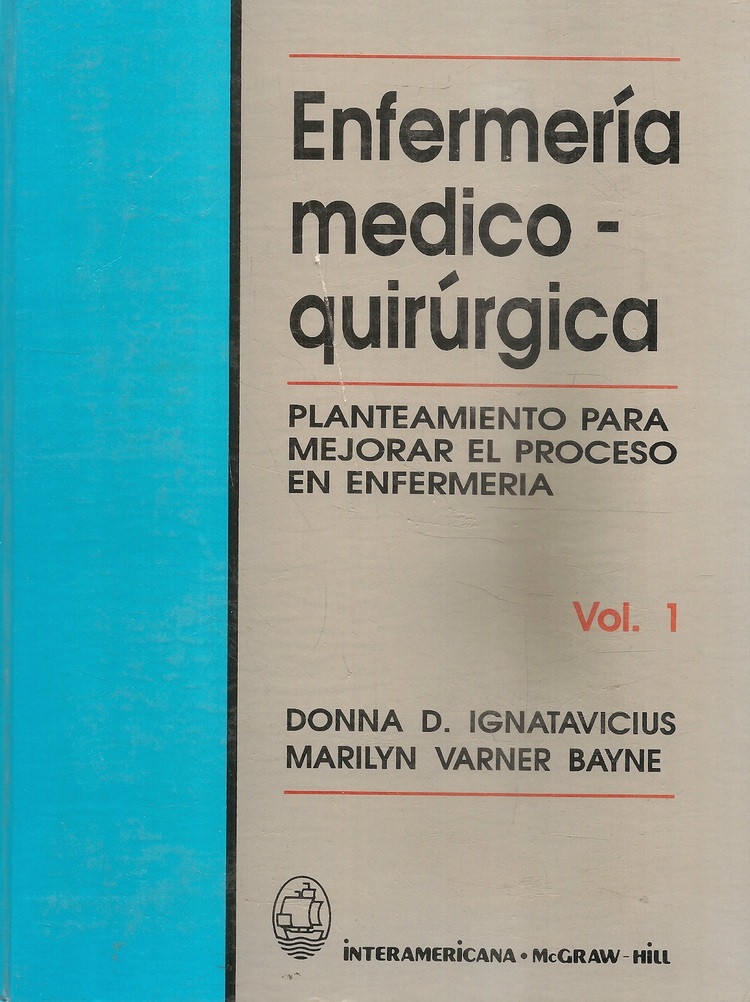 Enfermería
medico -
quirúrgica
PLANTEAMIENTO PARA
MEJORAR EL PROCESO
EN ENFERMERIA
Vol. 1
DONNA D. IGNATAVICIUS
MARILYN VARNER BAYNE
INTERAMERICANA • McGRAW-HILL